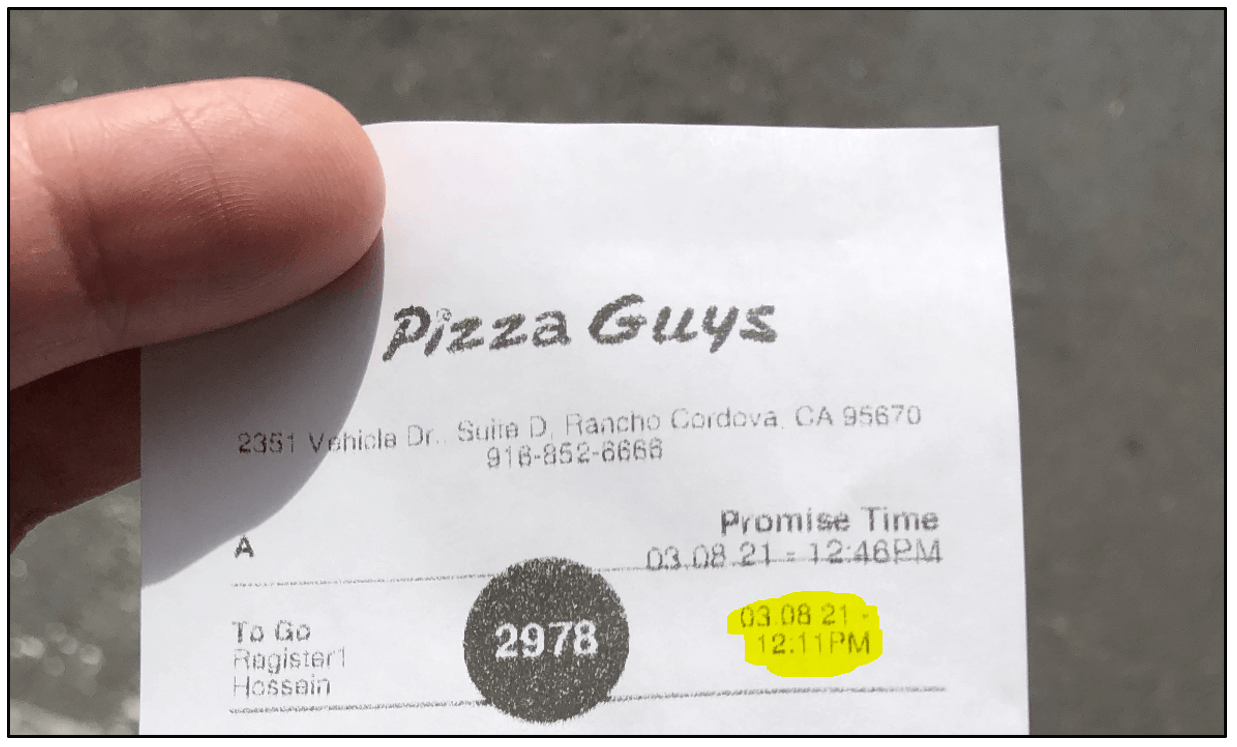 Pizza Guys
2351 Vehicle Dr., Suite D, Rancho Cordova, CA 95670
916-852-6666
Promise Time
A
03.08.21 - 12:46PM
To Go
2978
03.08.21 -
12:11PM
Register1
Hossein